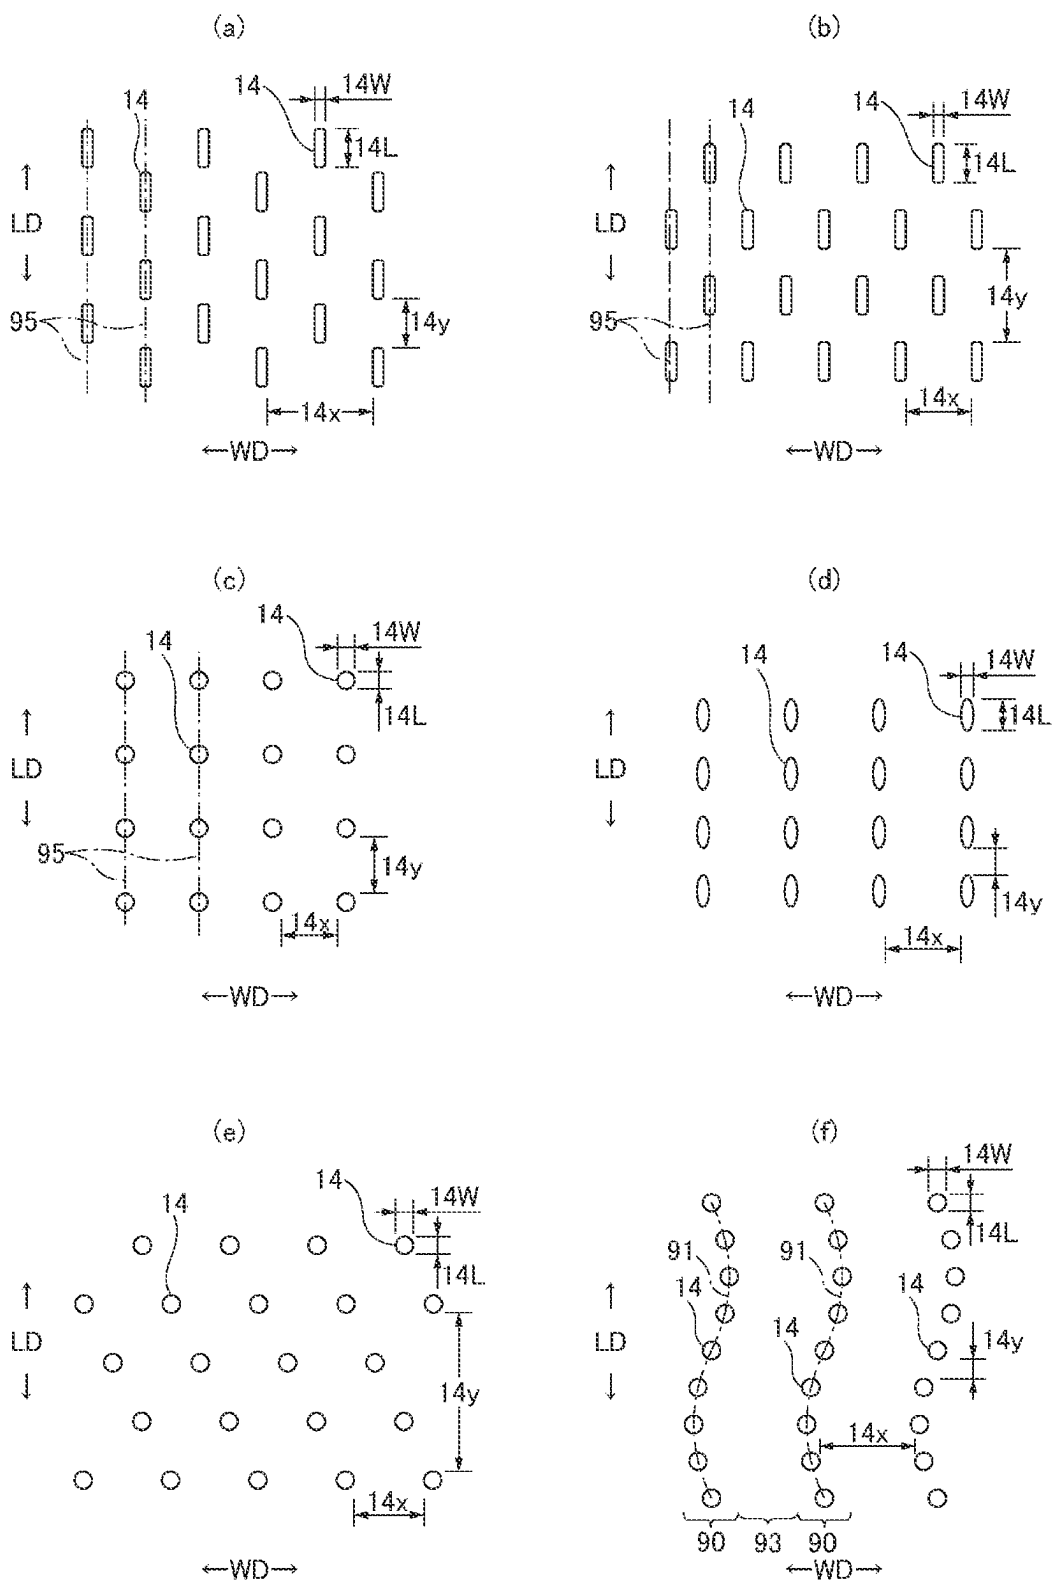 (a)
14
14
14W
14L
↑
LD
↓
95
14y
14x
←WD→
(b)
14
14
14W
14L
↑
LD
↓
95
14y
14x
←WD→
(c)
14
14
14W
14L
↑
LD
↓
95
14y
14x
←WD→
(d)
14
14
14W
14L
↑
LD
↓
14y
14x
←WD→
(e)
14
14
14W
14L
↑
LD
↓
14y
14x
←WD→
(f)
14W
14L
91
91
14
14
14
↑
LD
↓
14y
14x
90
93
90
←WD→